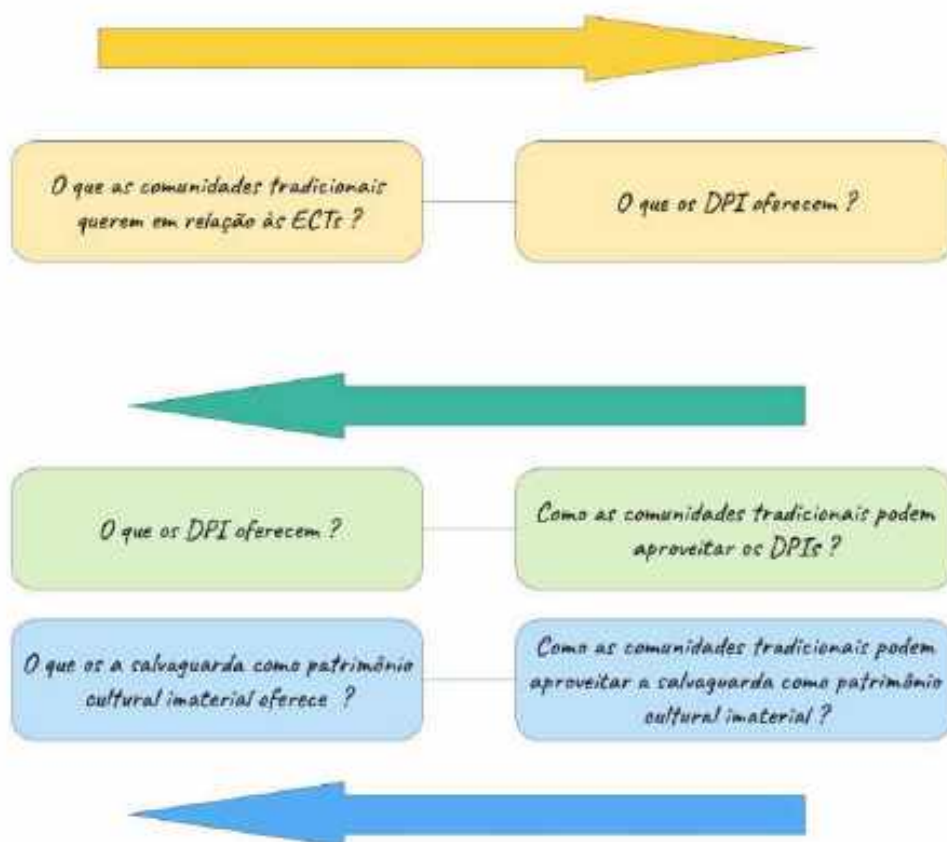 O que as comunidades tradicionais
querem em relação às ECTs ?
O que os DPI oferecem ?
O que os DPI oferecem ?
Como as comunidades tradicionais podem
aproveitar os DPIs ?
O que os a salvaguarda como patrimônio
cultural imaterial oferece ?
Como as comunidades tradicionais podem
aproveitar a salvaguarda como patrimônio
cultural imaterial ?